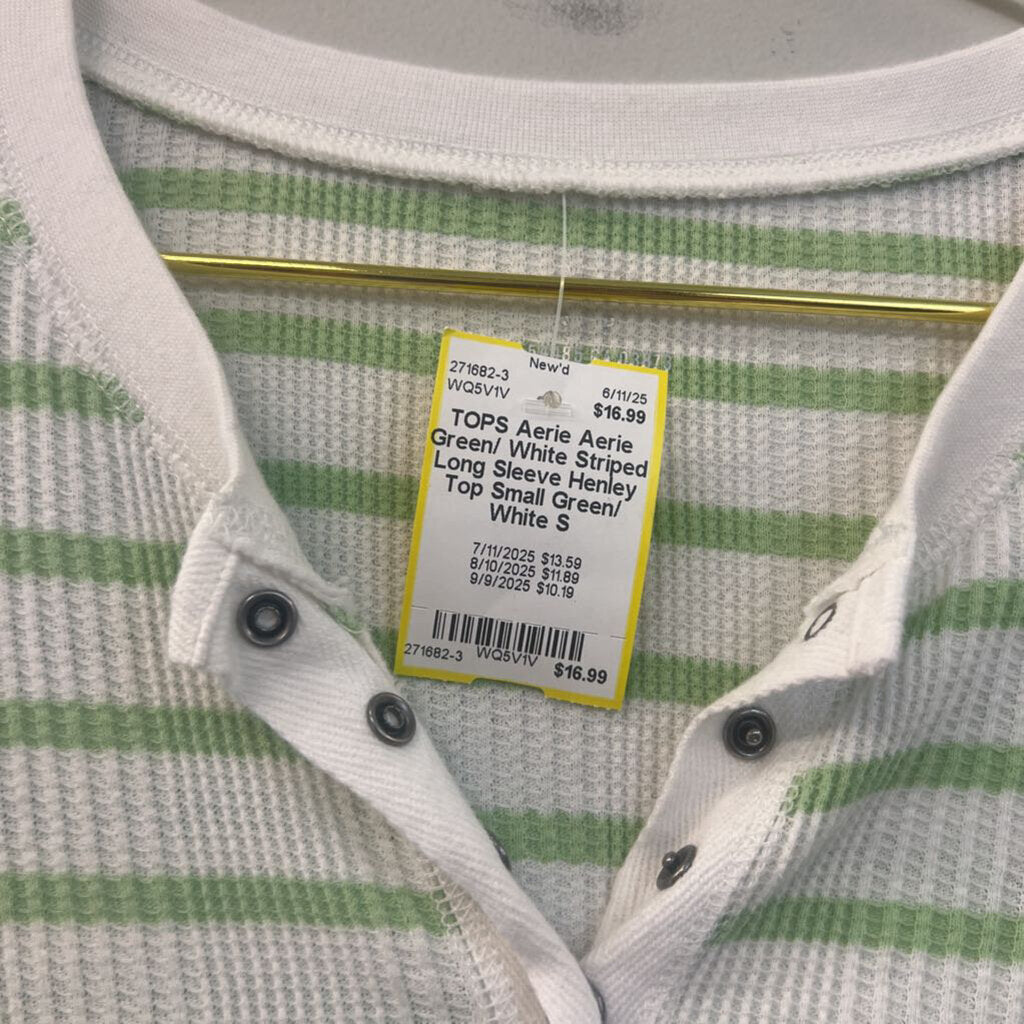 New'd
271682-3
6/11/25
WQ5V1V
$16.99
TOPS Aerie Aerie
Green/ White Striped
Long Sleeve Henley
Top Small Green/
White S
7/11/2025 $13.59
8/10/2025 $11.89
9/9/2025 $10.19
271682-3 WQ5V1V $16.99